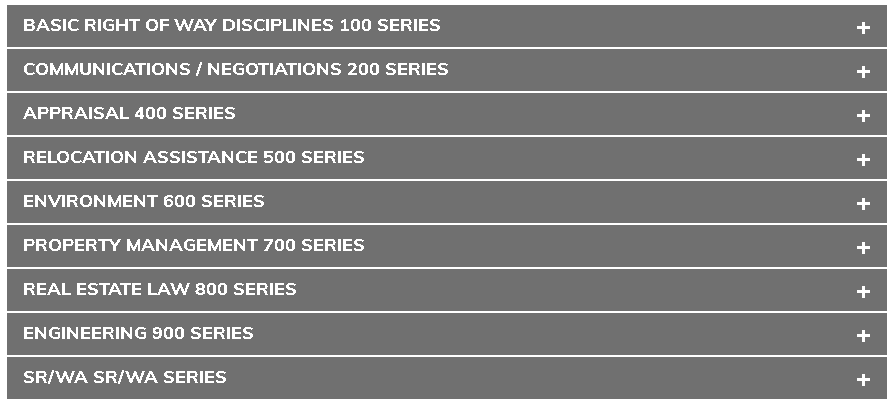 BASIC RIGHT OF WAY DISCIPLINES 100 SERIES +
COMMUNICATIONS / NEGOTIATIONS 200 SERIES +
APPRAISAL 400 SERIES +
RELOCATION ASSISTANCE 500 SERIES +
ENVIRONMENT 600 SERIES +
PROPERTY MANAGEMENT 700 SERIES +
REAL ESTATE LAW 800 SERIES +
ENGINEERING 900 SERIES +
SR/WA SR/WA SERIES +